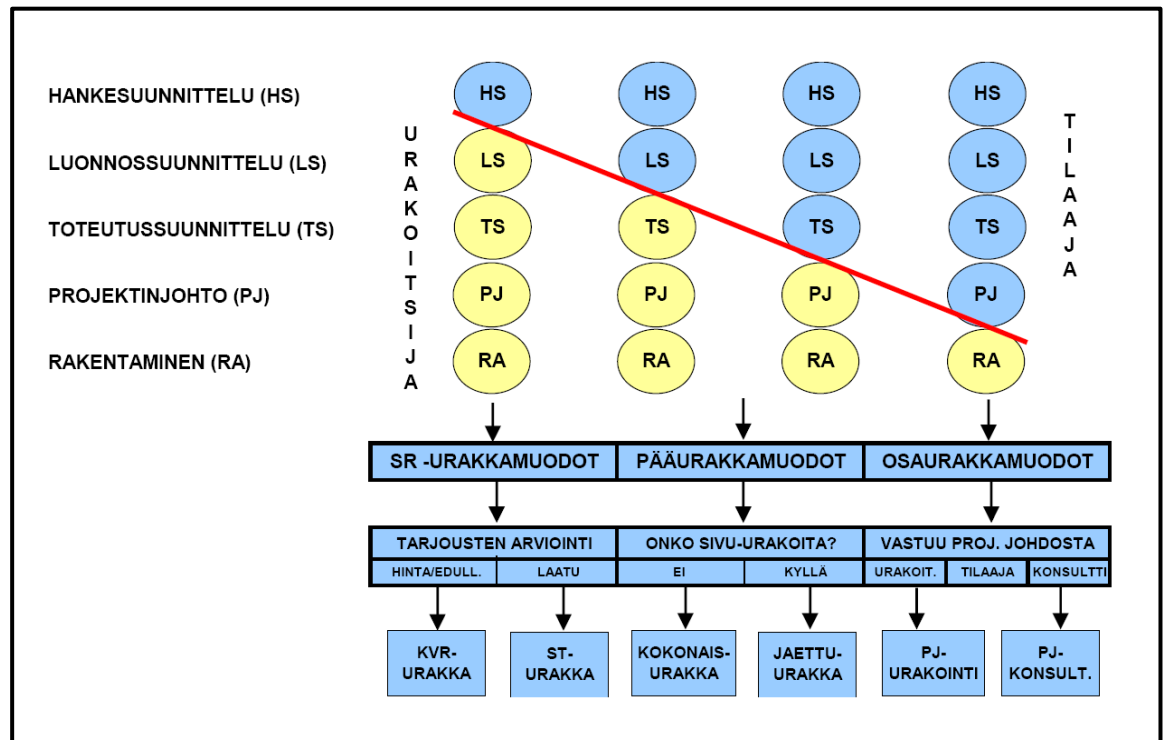 HANKESUUNNITTELU (HS)
HS HS HS HS
LUONNOSSUUNNITTELU (LS)
LS LS LS LS
TOTEUTUSSUUNNITTELU (TS)
TS TS TS TS
PROJEKTINJOHTO (PJ)
PJ PJ PJ PJ
RAKENTAMINEN (RA)
RA RA RA RA
URAKOITSIJA
TILAAJA
SR -URAKKAMUODOT PÄÄURAKKAMUODOT OSAURAKKAMUODOT
TARJOUSTEN ARVIOINTI ONKO SIVU-URAKOITA? VASTUU PROJ. JOHDOSTA
HINTA/EDULL. LAATU EI KYLLÄ URAKOIT. TILAAJA KONSULTTI
KVR-
URAKKA
ST-
URAKKA
KOKONAIS-
URAKKA
JAETTU-
URAKKA
PJ-
URAKOINTI
PJ-
KONSULT.